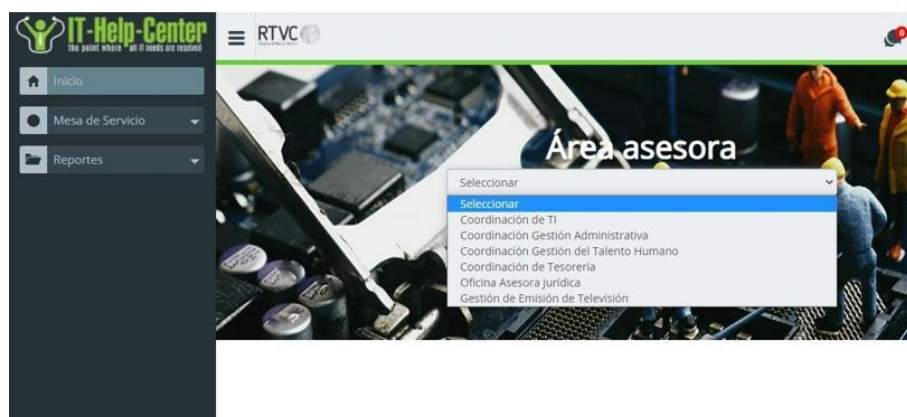 IT-Help-Center
the point where all IT needs are resolved
Inicio
Mesa de Servicio
Reportes
RTVC
0
Área asesora
Seleccionar
Seleccionar
Coordinación de TI
Coordinación Gestión Administrativa
Coordinación Gestión del Talento Humano
Coordinación de Tesorería
Oficina Asesora Jurídica
Gestión de Emisión de Televisión